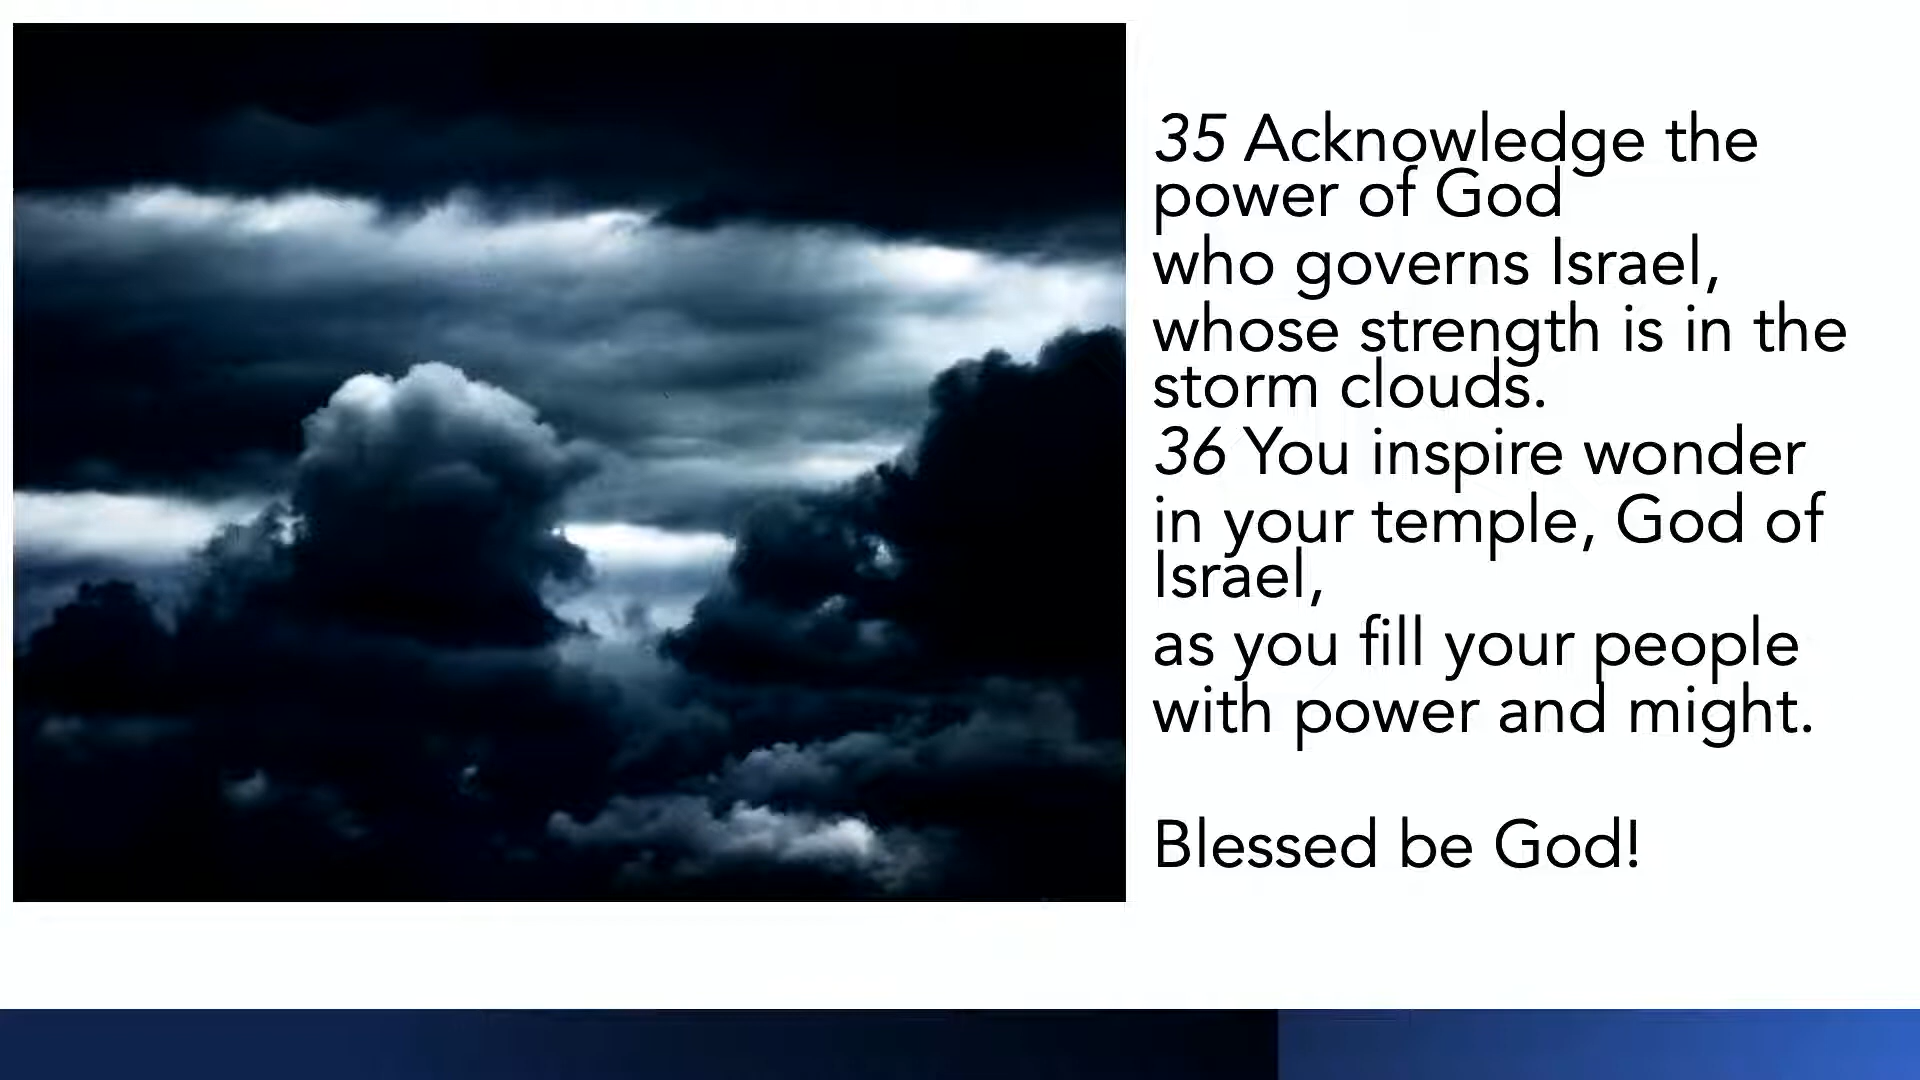 35 Acknowledge the
power of God
who governs Israel,
whose strength is in the
storm clouds.
36 You inspire wonder
in your temple, God of
Israel,
as you fill your people
with power and might.
Blessed be God!